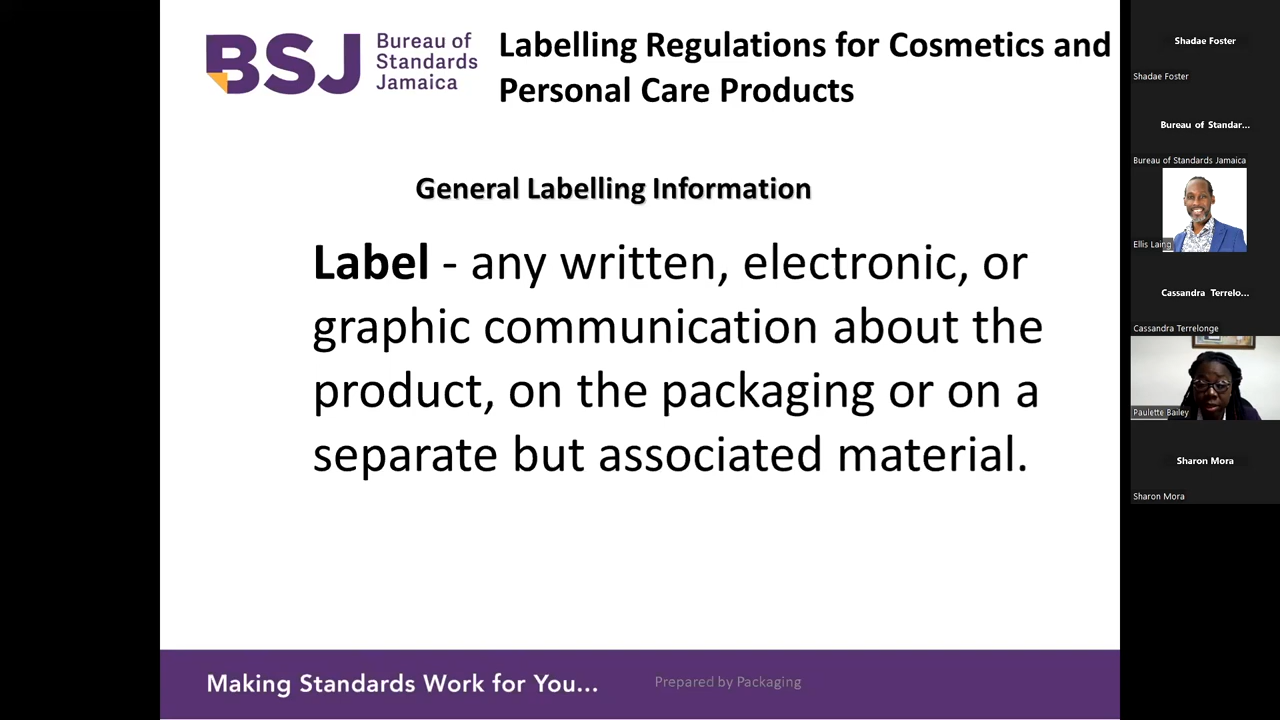 BSJ
Bureau of
Standards
Jamaica
Labelling Regulations for Cosmetics and
Personal Care Products
General Labelling Information
Label - any written, electronic, or
graphic communication about the
product, on the packaging or on a
separate but associated material.
Making Standards Work for You...
Prepared by Packaging
Shadae Foster
Shadae Foster
Bureau of Standar...
Bureau of Standards Jamaica
Ellis Laing
Cassandra Terrelo...
Cassandra Terrelonge
Paulette Bailey
Sharon Mora
Sharon Mora